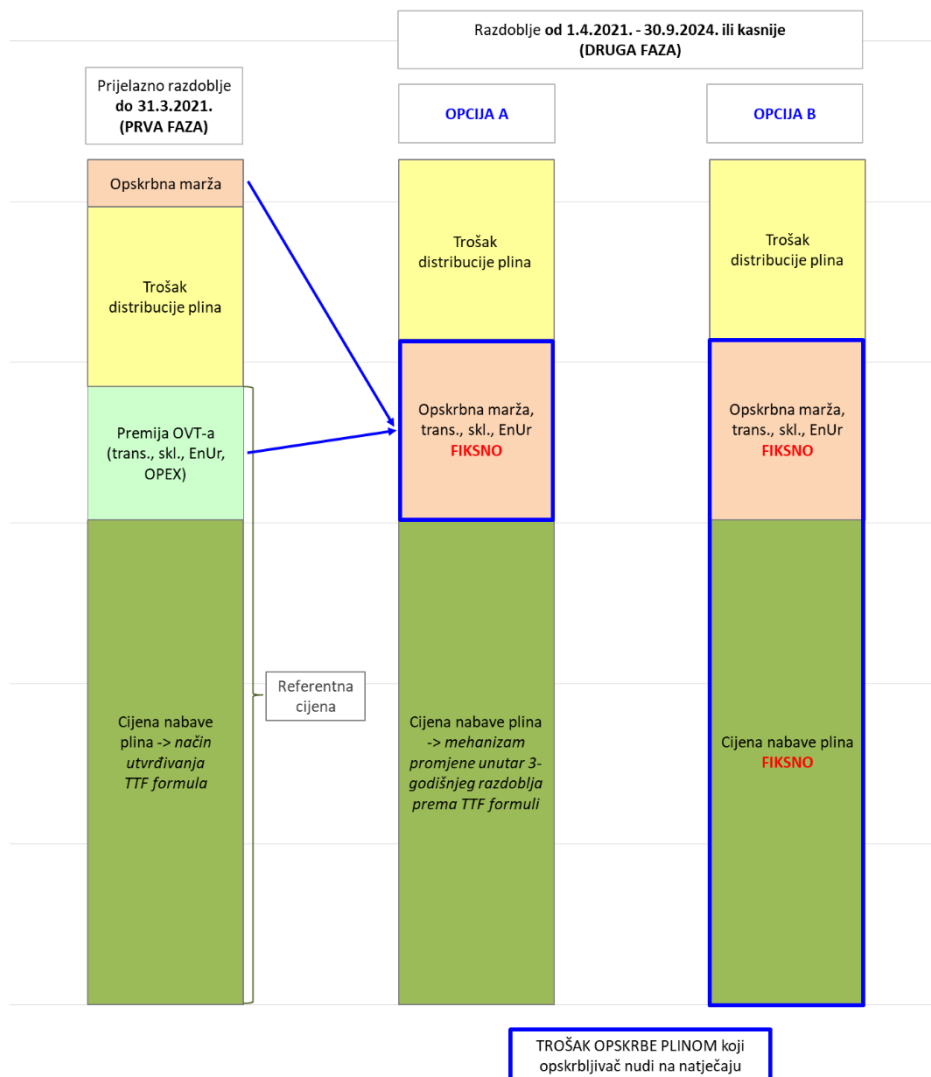 Razdoblje od 1.4.2021. - 30.9.2024. ili kasnije
(DRUGA FAZA)
Prijelazno razdoblje
do 31.3.2021.
(PRVA FAZA)
OPCIJA A
OPCIJA B
Opskrbna marža
Trošak
distribucije plina
Premija OVT-a
(trans., skl., EnUr,
OPEX)
Cijena nabave
plina -> način
utvrđivanja
TTF formula
Referentna
cijena
Trošak
distribucije plina
Opskrbna marža,
trans., skl., EnUr
FIKSNO
Cijena nabave plina
-> mehanizam
promjene unutar 3-
godišnjeg razdoblja
prema TTF formuli
Trošak
distribucije plina
Opskrbna marža,
trans., skl., EnUr
FIKSNO
Cijena nabave plina
FIKSNO
TROŠAK OPSKRBE PLINOM koji
opskrbljivač nudi na natječaju